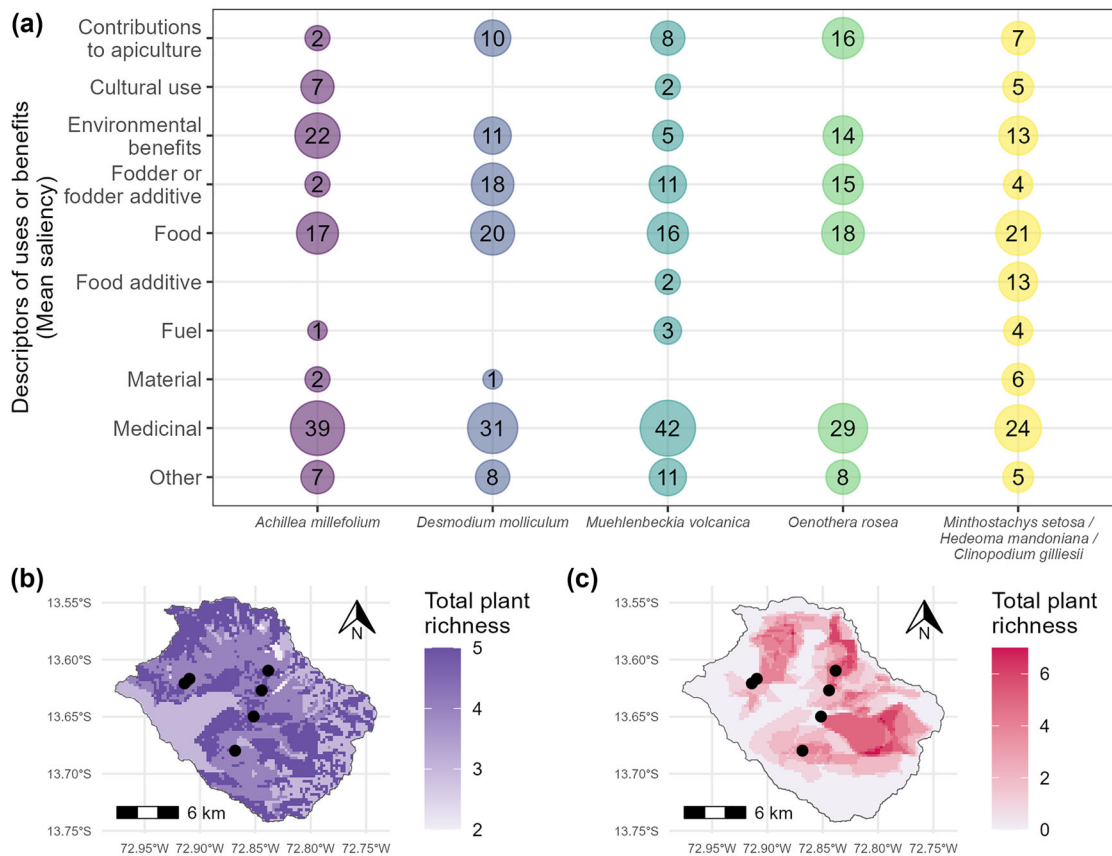 (a)
Descriptors of uses or benefits
(Mean saliency)
Contributions
to apiculture
2 10 8 16 7
Cultural use
7 2 5
Environmental
benefits
22 11 5 14 13
Fodder or
fodder additive
2 18 11 15 4
Food
17 20 16 18 21
Food additive
2 13
Fuel
1 3 4
Material
2 1 6
Medicinal
39 31 42 29 24
Other
7 8 11 8 5
Achillea millefolium
Desmodium molliculum
Muehlenbeckia volcanica
Oenothera rosea
Minthostachys setosa /
Hedeoma mandoniana /
Clinopodium gilliesii
(b)
13.55°S
13.60°S
13.65°S
13.70°S
13.75°S
N
6 km
72.95°W 72.90°W 72.85°W 72.80°W 72.75°W
Total plant
richness
5
4
3
2
(c)
13.55°S
13.60°S
13.65°S
13.70°S
13.75°S
N
6 km
72.95°W 72.90°W 72.85°W 72.80°W 72.75°W
Total plant
richness
6
4
2
0